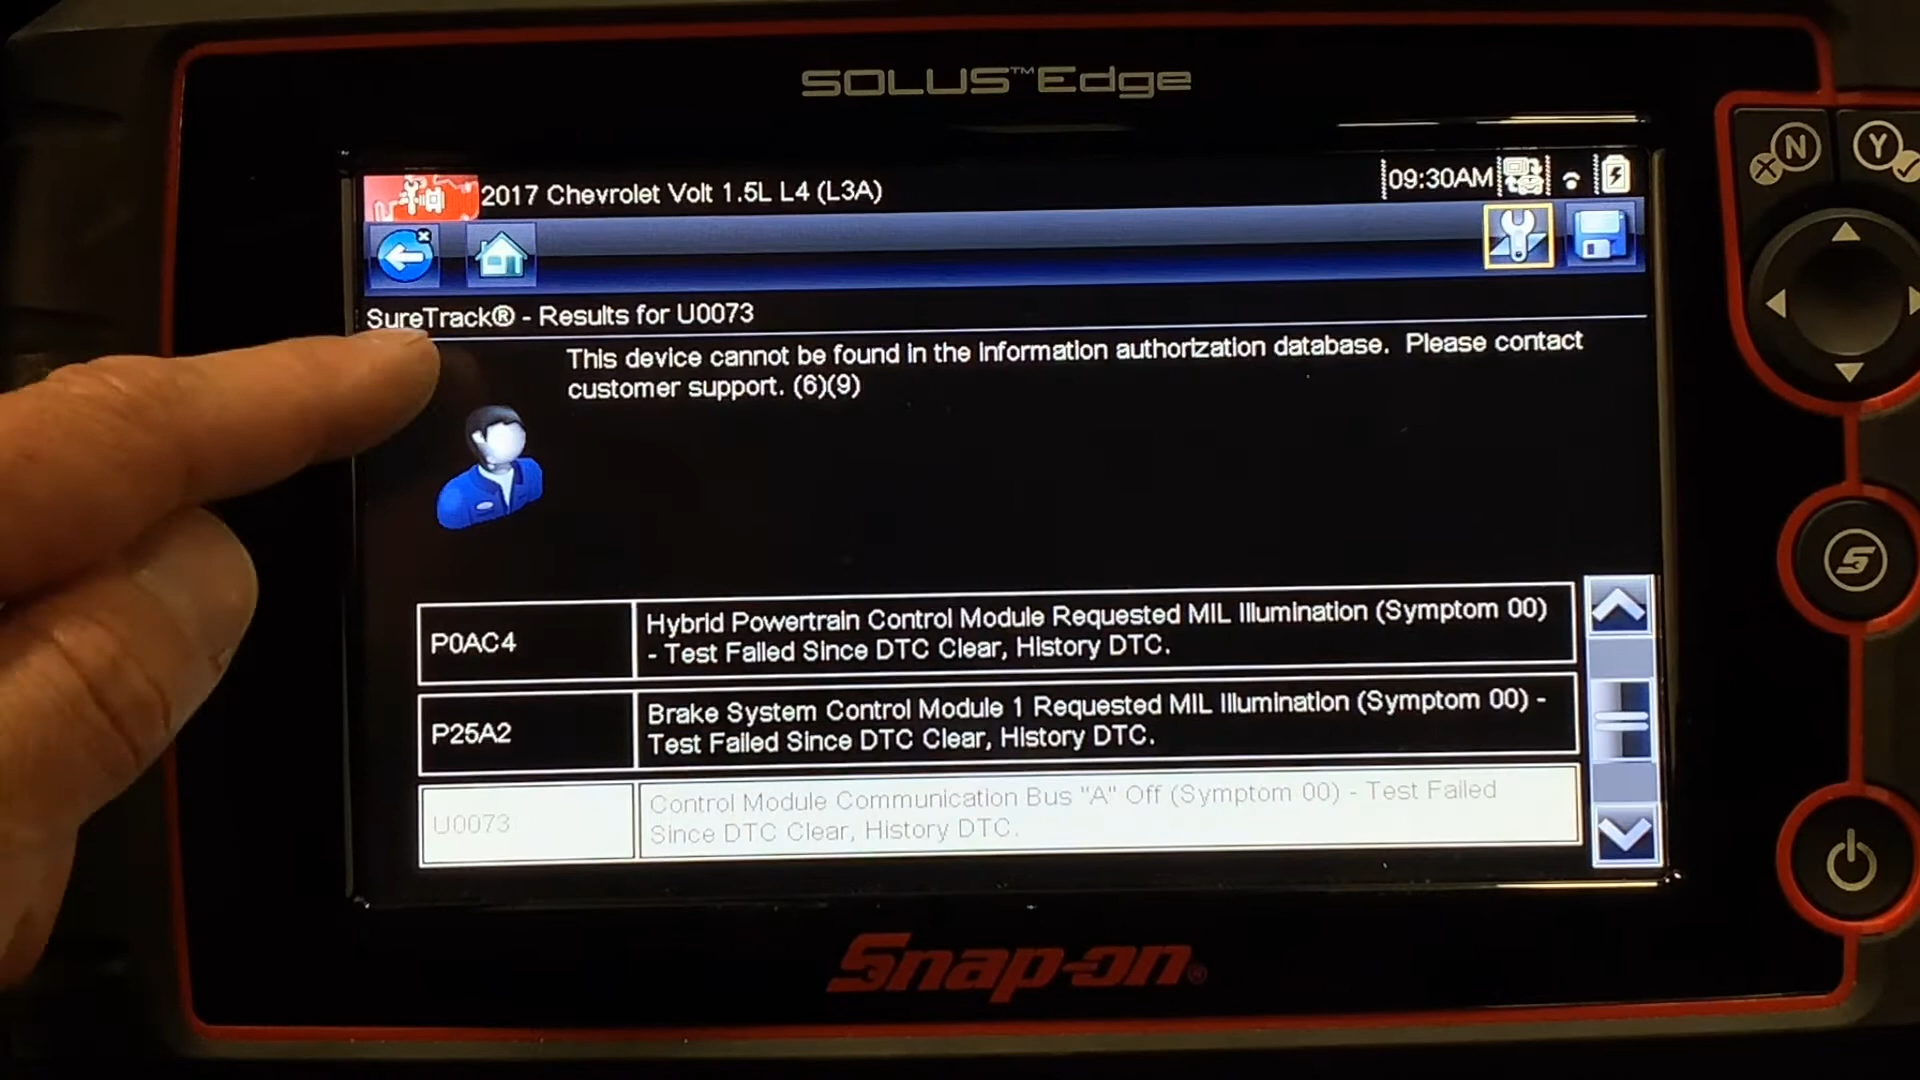 SOLUS™ Edge
2017 Chevrolet Volt 1.5L L4 (L3A)
09:30AM
N
Y
SureTrack® - Results for U0073
This device cannot be found in the information authorization database. Please contact
customer support. (6)(9)
P0AC4
Hybrid Powertrain Control Module Requested MIL Illumination (Symptom 00)
- Test Failed Since DTC Clear, History DTC.
P25A2
Brake System Control Module 1 Requested MIL Illumination (Symptom 00) -
Test Failed Since DTC Clear, History DTC.
U0073
Control Module Communication Bus "A" Off (Symptom 00) - Test Failed
Since DTC Clear, History DTC.
S
Snap-on®